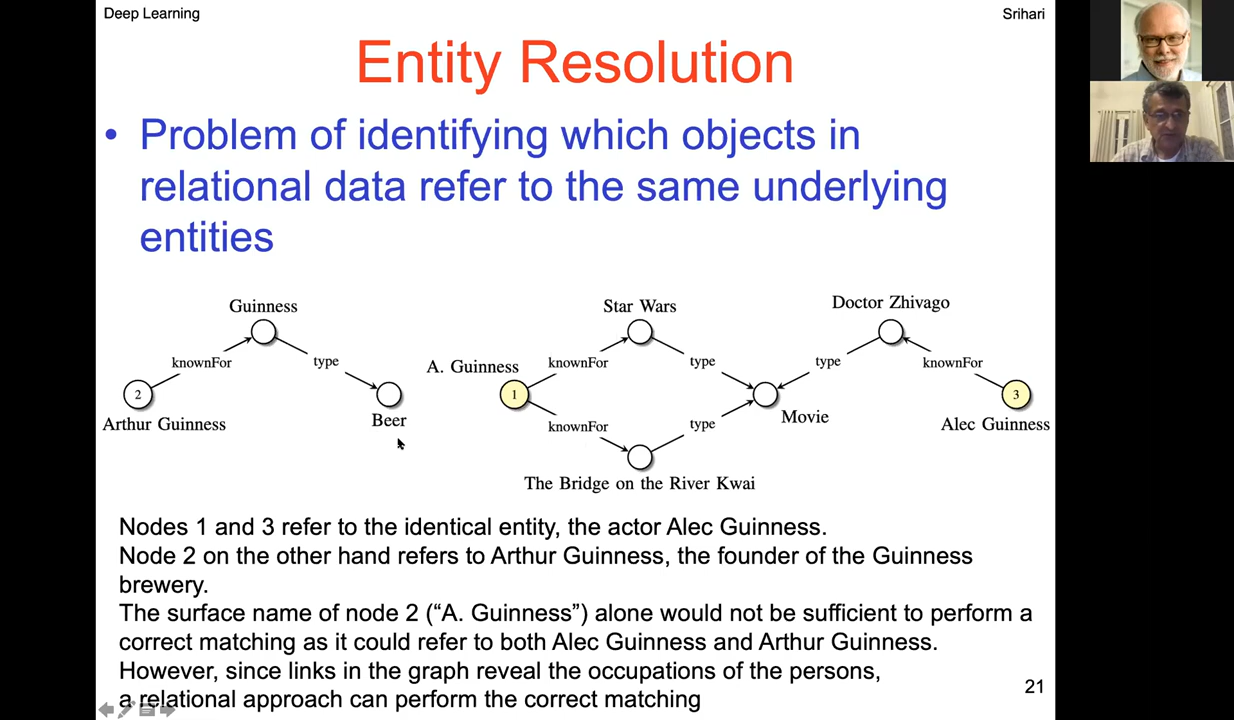 Deep Learning
Srihari
Entity Resolution
• Problem of identifying which objects in
relational data refer to the same underlying
entities
Guinness
Star Wars
Doctor Zhivago
knownFor
type
A. Guinness
knownFor
type
type
knownFor
2
1
3
Arthur Guinness
Beer
knownFor
type
Movie
Alec Guinness
The Bridge on the River Kwai
Nodes 1 and 3 refer to the identical entity, the actor Alec Guinness.
Node 2 on the other hand refers to Arthur Guinness, the founder of the Guinness
brewery.
The surface name of node 2 (“A. Guinness”) alone would not be sufficient to perform a
correct matching as it could refer to both Alec Guinness and Arthur Guinness.
However, since links in the graph reveal the occupations of the persons,
a relational approach can perform the correct matching
21